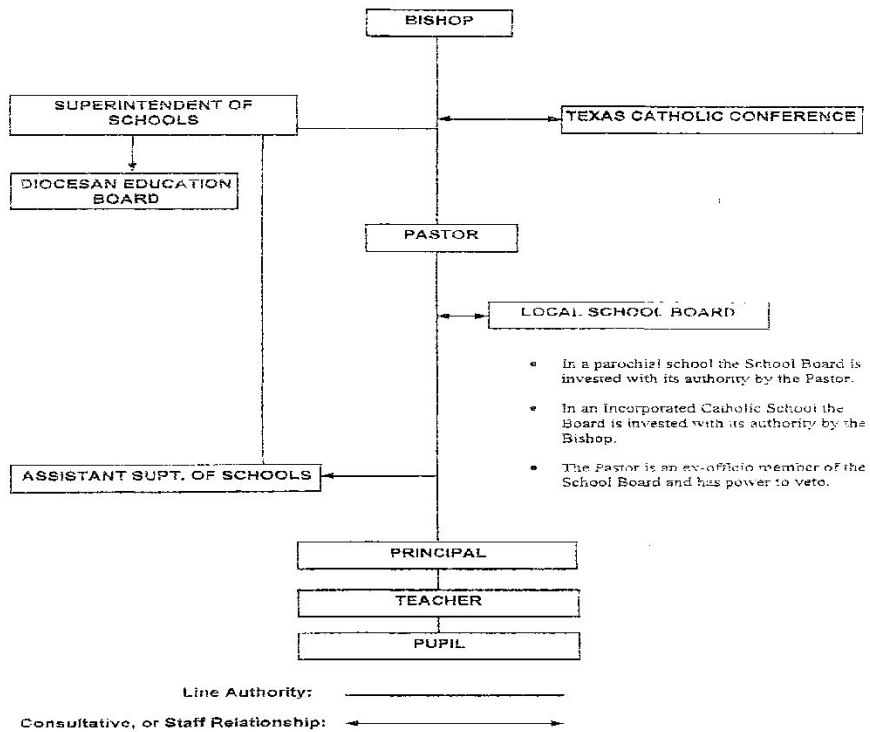 BISHOP
SUPERINTENDENT OF
SCHOOLS
TEXAS CATHOLIC CONFERENCE
DIOCESAN EDUCATION
BOARD
PASTOR
LOCAL SCHOOL BOARD
• In a parochial school the School Board is
invested with its authority by the Pastor.
• In an Incorporated Catholic School the
Board is invested with its authority by the
Bishop.
• The Pastor is an ex-officio member of the
School Board and has power to veto.
ASSISTANT SUPT. OF SCHOOLS
PRINCIPAL
TEACHER
PUPIL
Line Authority:
Consultative, or Staff Relationship: